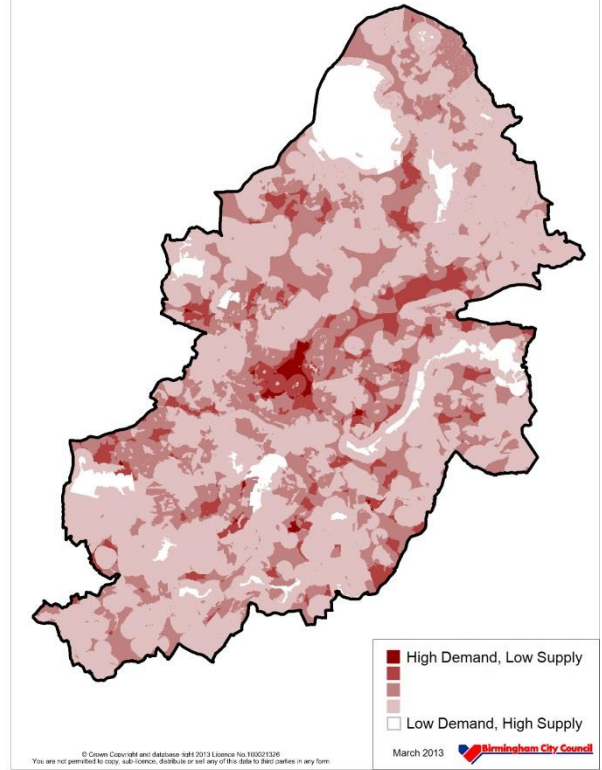 High Demand, Low Supply
Low Demand, High Supply
March 2013 Birmingham City Council
© Crown Copyright and database right 2013 Licence No.100021326
You are not permitted to copy, sub-licence, distribute or sell any of this data to third parties in any form